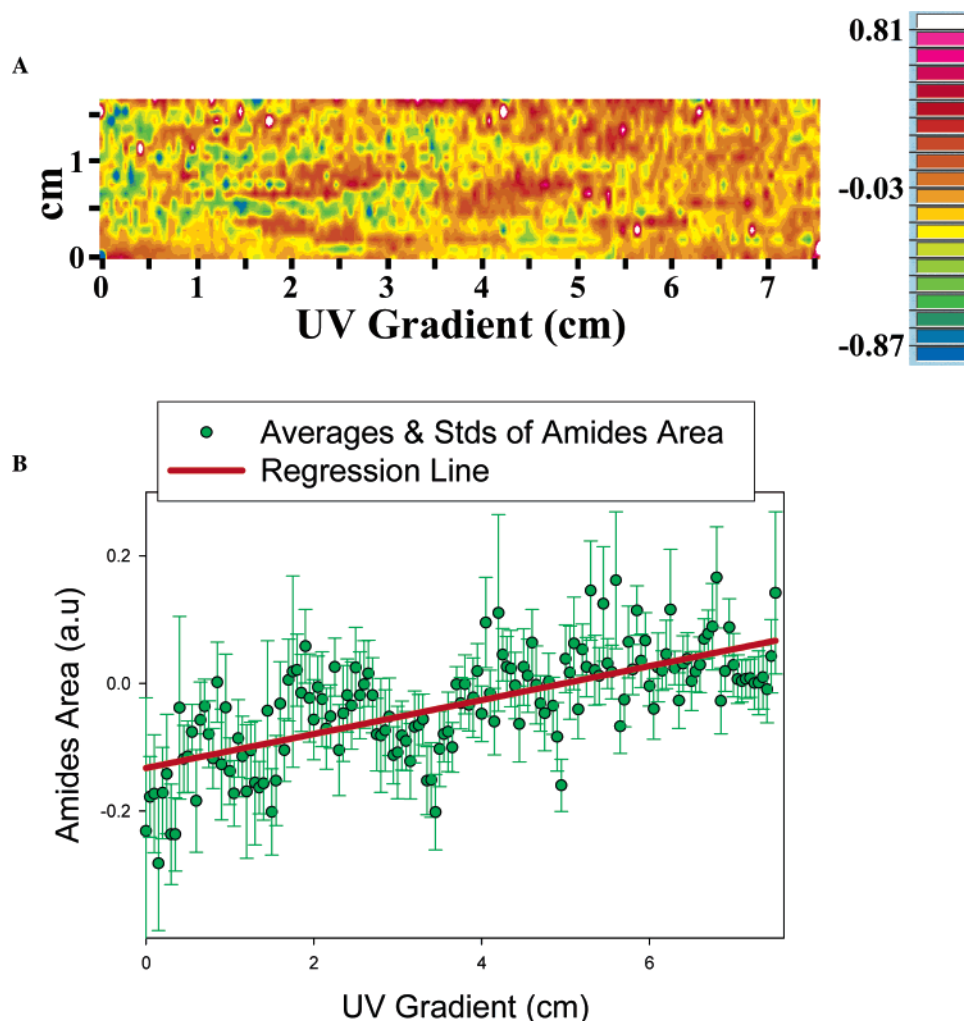 A
0.81
-0.03
-0.87
cm
1
0
0 1 2 3 4 5 6 7
UV Gradient (cm)
B
Averages & Stds of Amides Area
Regression Line
Amides Area (a.u)
0.2
0.0
-0.2
0 2 4 6
UV Gradient (cm)